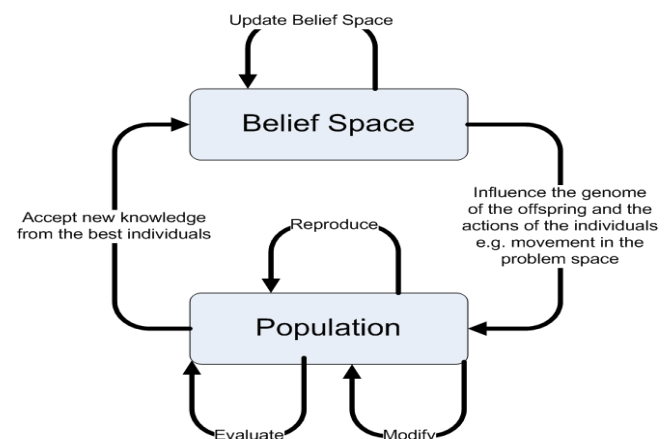 Update Belief Space
Belief Space
Accept new knowledge
from the best individuals
Influence the genome
of the offspring and the
actions of the individuals
e.g. movement in the
problem space
Reproduce
Population
Evaluate
Modify